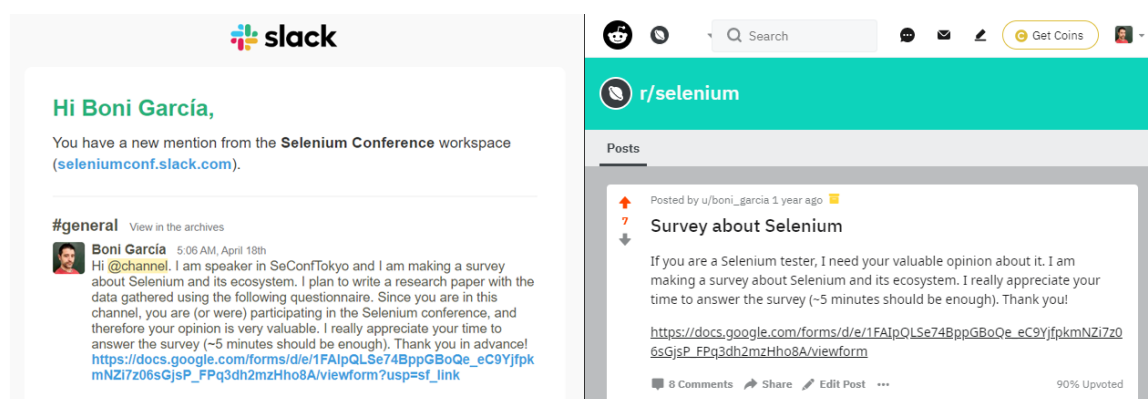 slack
Hi Boni García,
You have a new mention from the Selenium Conference workspace
(seleniumconf.slack.com).
#general View in the archives
Boni García 5:06 AM, April 18th
Hi @channel. I am speaker in SeConfTokyo and I am making a survey
about Selenium and its ecosystem. I plan to write a research paper with the
data gathered using the following questionnaire. Since you are in this
channel, you are (or were) participating in the Selenium conference, and
therefore your opinion is very valuable. I really appreciate your time to
answer the survey (~5 minutes should be enough). Thank you in advance!
https://docs.google.com/forms/d/e/1FAIpQLSe74BppGBoQe_eC9Yjfpk
mNZi7z06sGjsP_FPq3dh2mzHho8A/viewform?usp=sf_link
Search
Get Coins
r/selenium
Posts
Posted by u/boni_garcia 1 year ago
7
Survey about Selenium
If you are a Selenium tester, I need your valuable opinion about it. I am
making a survey about Selenium and its ecosystem. I really appreciate your
time to answer the survey (~5 minutes should be enough). Thank you!
https://docs.google.com/forms/d/e/1FAIpQLSe74BppGBoQe_eC9YjfpkmNZi7z0
6sGjsP_FPq3dh2mzHho8A/viewform
8 Comments Share Edit Post ••• 90% Upvoted